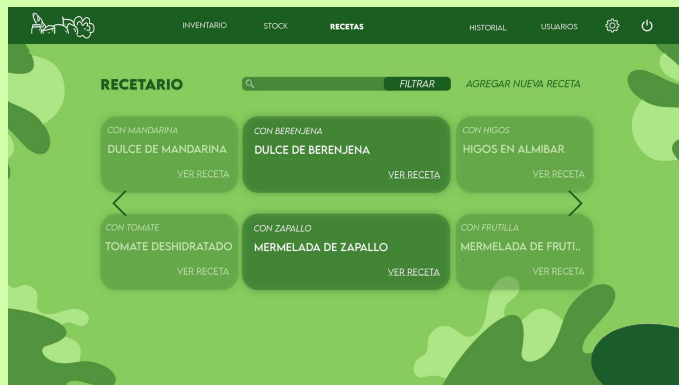 INVENTARIO
STOCK
RECETAS
HISTORIAL
USUARIOS
RECETARIO
FILTRAR
AGREGAR NUEVA RECETA
CON MANDARINA
DULCE DE MANDARINA
VER RECETA
CON BERENJENA
DULCE DE BERENJENA
VER RECETA
CON HIGOS
HIGOS EN ALMIBAR
VER RECETA
CON TOMATE
TOMATE DESHIDRATADO
VER RECETA
CON ZAPALLO
MERMELADA DE ZAPALLO
VER RECETA
CON FRUTILLA
MERMELADA DE FRUTI..
VER RECETA